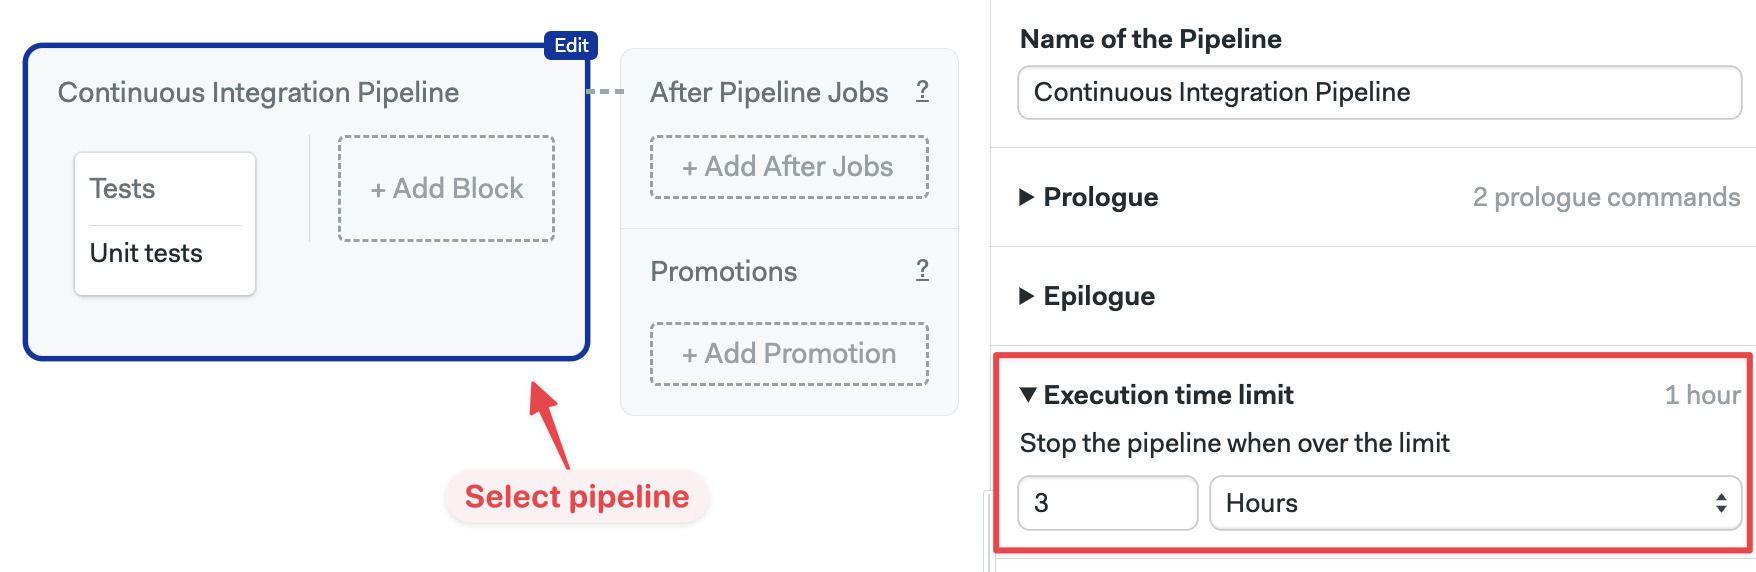 Edit
Continuous Integration Pipeline
Tests
Unit tests
+ Add Block
After Pipeline Jobs ?
+ Add After Jobs
Promotions ?
+ Add Promotion
Select pipeline
Name of the Pipeline
Continuous Integration Pipeline
Prologue 2 prologue commands
Epilogue
Execution time limit 1 hour
Stop the pipeline when over the limit
3 Hours